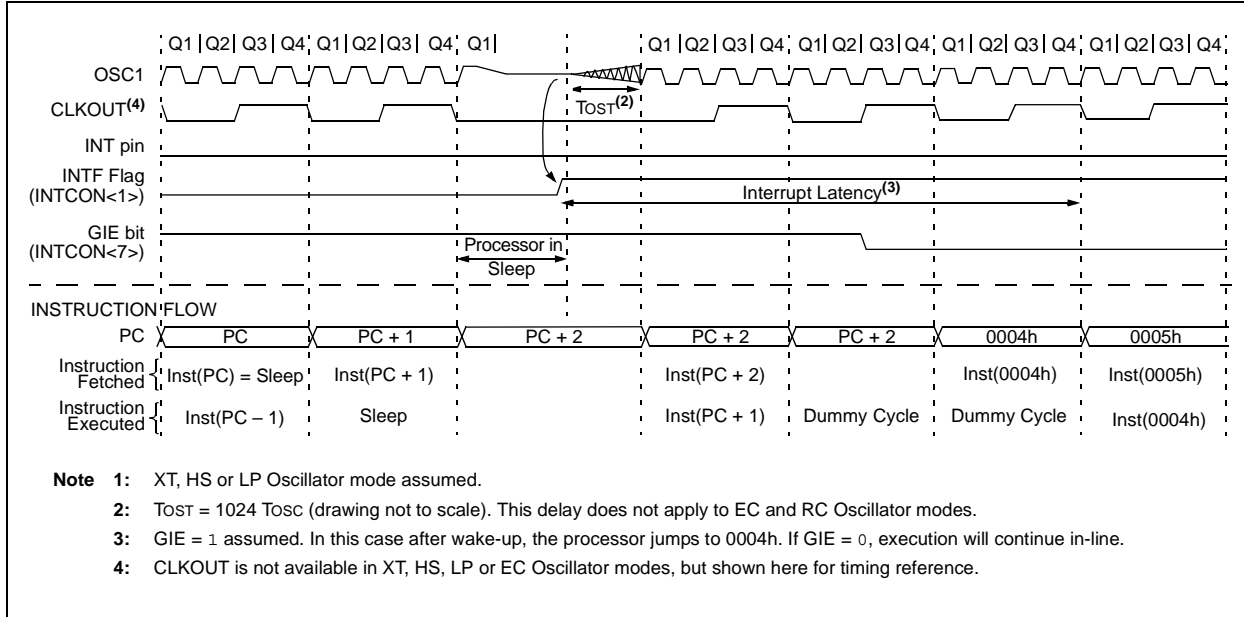 Q1 Q2 Q3 Q4 Q1 Q2 Q3 Q4 Q1 Q1 Q2 Q3 Q4 Q1 Q2 Q3 Q4 Q1 Q2 Q3 Q4 Q1 Q2 Q3 Q4
OSC1
CLKOUT(4)
TOST(2)
INT pin
INTF Flag
(INTCON<1>)
Interrupt Latency(3)
GIE bit
(INTCON<7>)
Processor in
Sleep
INSTRUCTION FLOW
PC PC PC + 1 PC + 2 PC + 2 PC + 2 0004h 0005h
Instruction
Fetched
Inst(PC) = Sleep Inst(PC + 1) Inst(PC + 2) Inst(0004h) Inst(0005h)
Instruction
Executed
Inst(PC – 1) Sleep Inst(PC + 1) Dummy Cycle Dummy Cycle Inst(0004h)
Note 1: XT, HS or LP Oscillator mode assumed.
2: TOST = 1024 TOSC (drawing not to scale). This delay does not apply to EC and RC Oscillator modes.
3: GIE = 1 assumed. In this case after wake-up, the processor jumps to 0004h. If GIE = 0, execution will continue in-line.
4: CLKOUT is not available in XT, HS, LP or EC Oscillator modes, but shown here for timing reference.